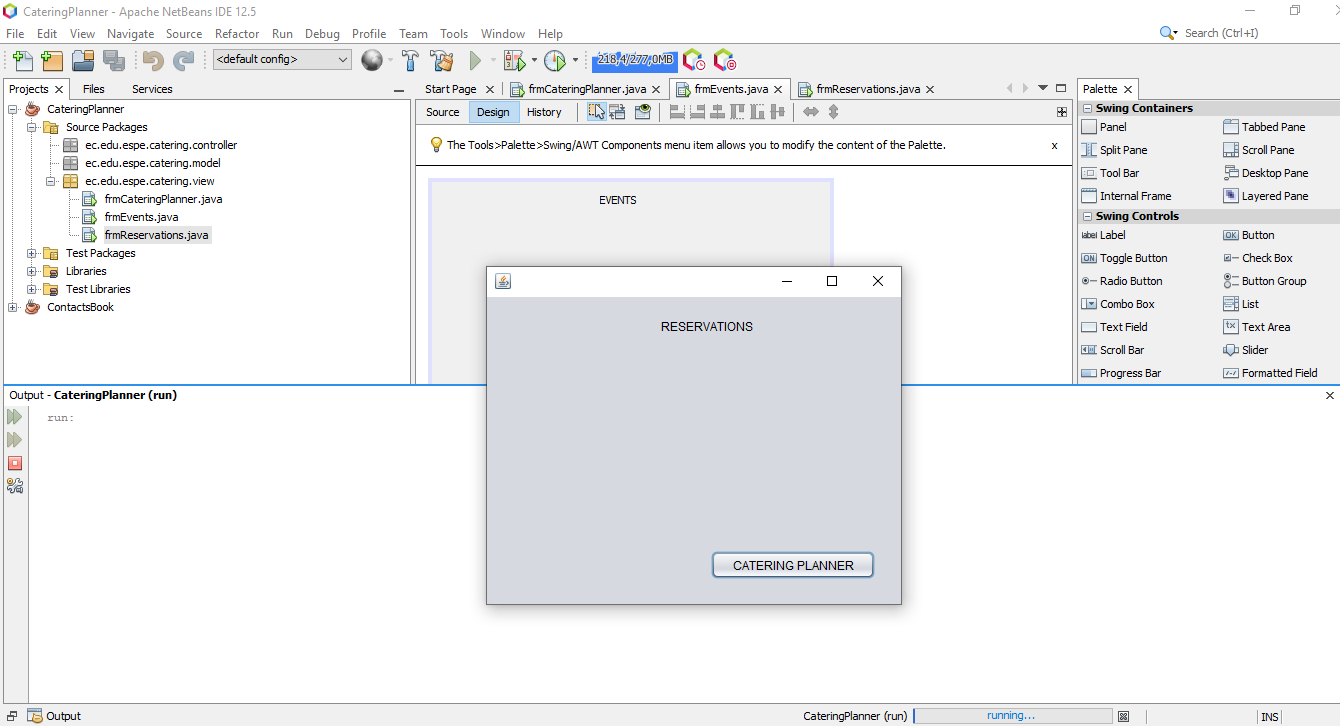 CateringPlanner - Apache NetBeans IDE 12.5
File Edit View Navigate Source Refactor Run Debug Profile Team Tools Window Help
Search (Ctrl+I)
<default config>
218,4/277,0MB
Projects Files Services
CateringPlanner
Source Packages
ec.edu.espe.catering.controller
ec.edu.espe.catering.model
ec.edu.espe.catering.view
frmCateringPlanner.java
frmEvents.java
frmReservations.java
Test Packages
Libraries
Test Libraries
ContactsBook
Start Page frmCateringPlanner.java frmEvents.java frmReservations.java
Source Design History
The Tools>Palette>Swing/AWT Components menu item allows you to modify the content of the Palette. x
EVENTS
RESERVATIONS
CATERING PLANNER
Palette
Swing Containers
Panel Tabbed Pane
Split Pane Scroll Pane
Tool Bar Desktop Pane
Internal Frame Layered Pane
Swing Controls
label Label OK Button
ON Toggle Button Check Box
Radio Button Button Group
Combo Box List
Text Field Text Area
Scroll Bar Slider
Progress Bar Formatted Field
Output - CateringPlanner (run)
run:
Output
CateringPlanner (run) running... INS